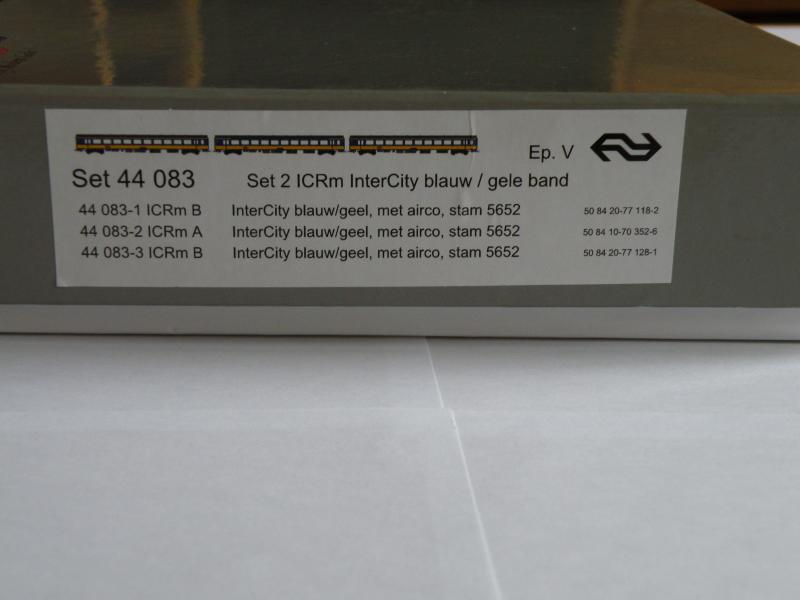 Ep. V
Set 44 083 Set 2 ICRm InterCity blauw / gele band
44 083-1 ICRm B InterCity blauw/geel, met airco, stam 5652 50 84 20-77 118-2
44 083-2 ICRm A InterCity blauw/geel, met airco, stam 5652 50 84 10-70 352-6
44 083-3 ICRm B InterCity blauw/geel, met airco, stam 5652 50 84 20-77 128-1